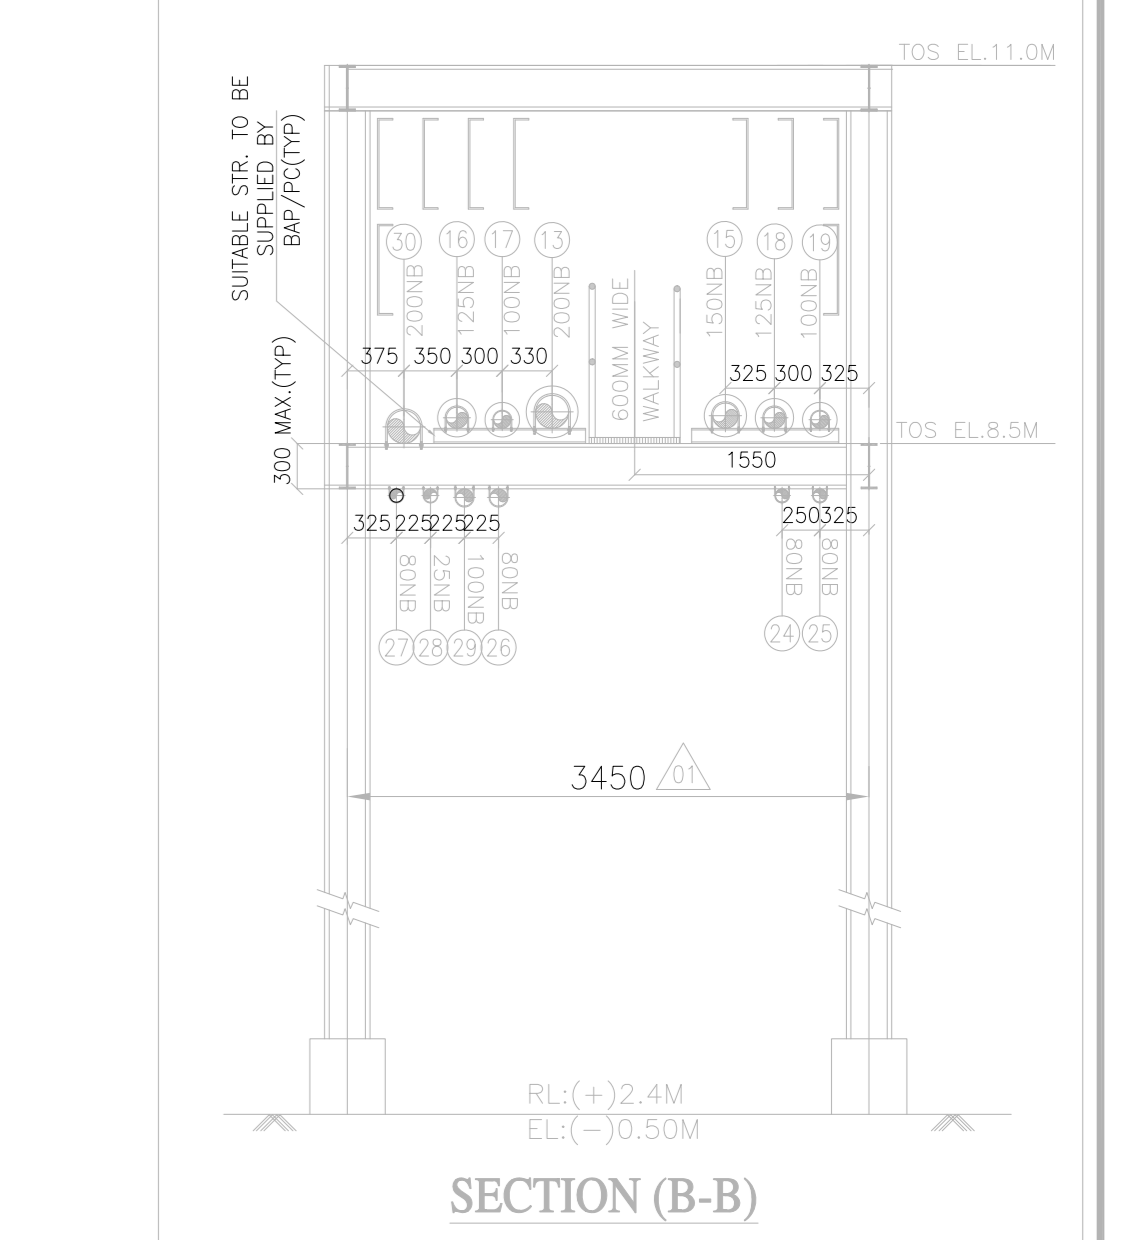 TOS EL.11.0M
SUITABLE STR. TO BE
SUPPLIED BY
BAP/PC(TYP)
30 16 17 13 15 18 19
200NB 125NB 100NB 200NB 150NB 125NB 100NB
600MM WIDE
WALKWAY
375 350 300 330
325 300 325
300 MAX.(TYP)
TOS EL.8.5M
1550
325 225 225 225
250 325
80NB 25NB 100NB 80NB 80NB 80NB
27 28 29 26 24 25
3450 01
RL:(+)2.4M
EL:(-)0.50M
SECTION (B-B)